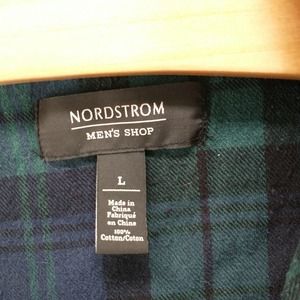 NORDSTROM
MEN'S SHOP
L
Made in
China
Fabriqué
en Chine
100%
Cotton/Coton